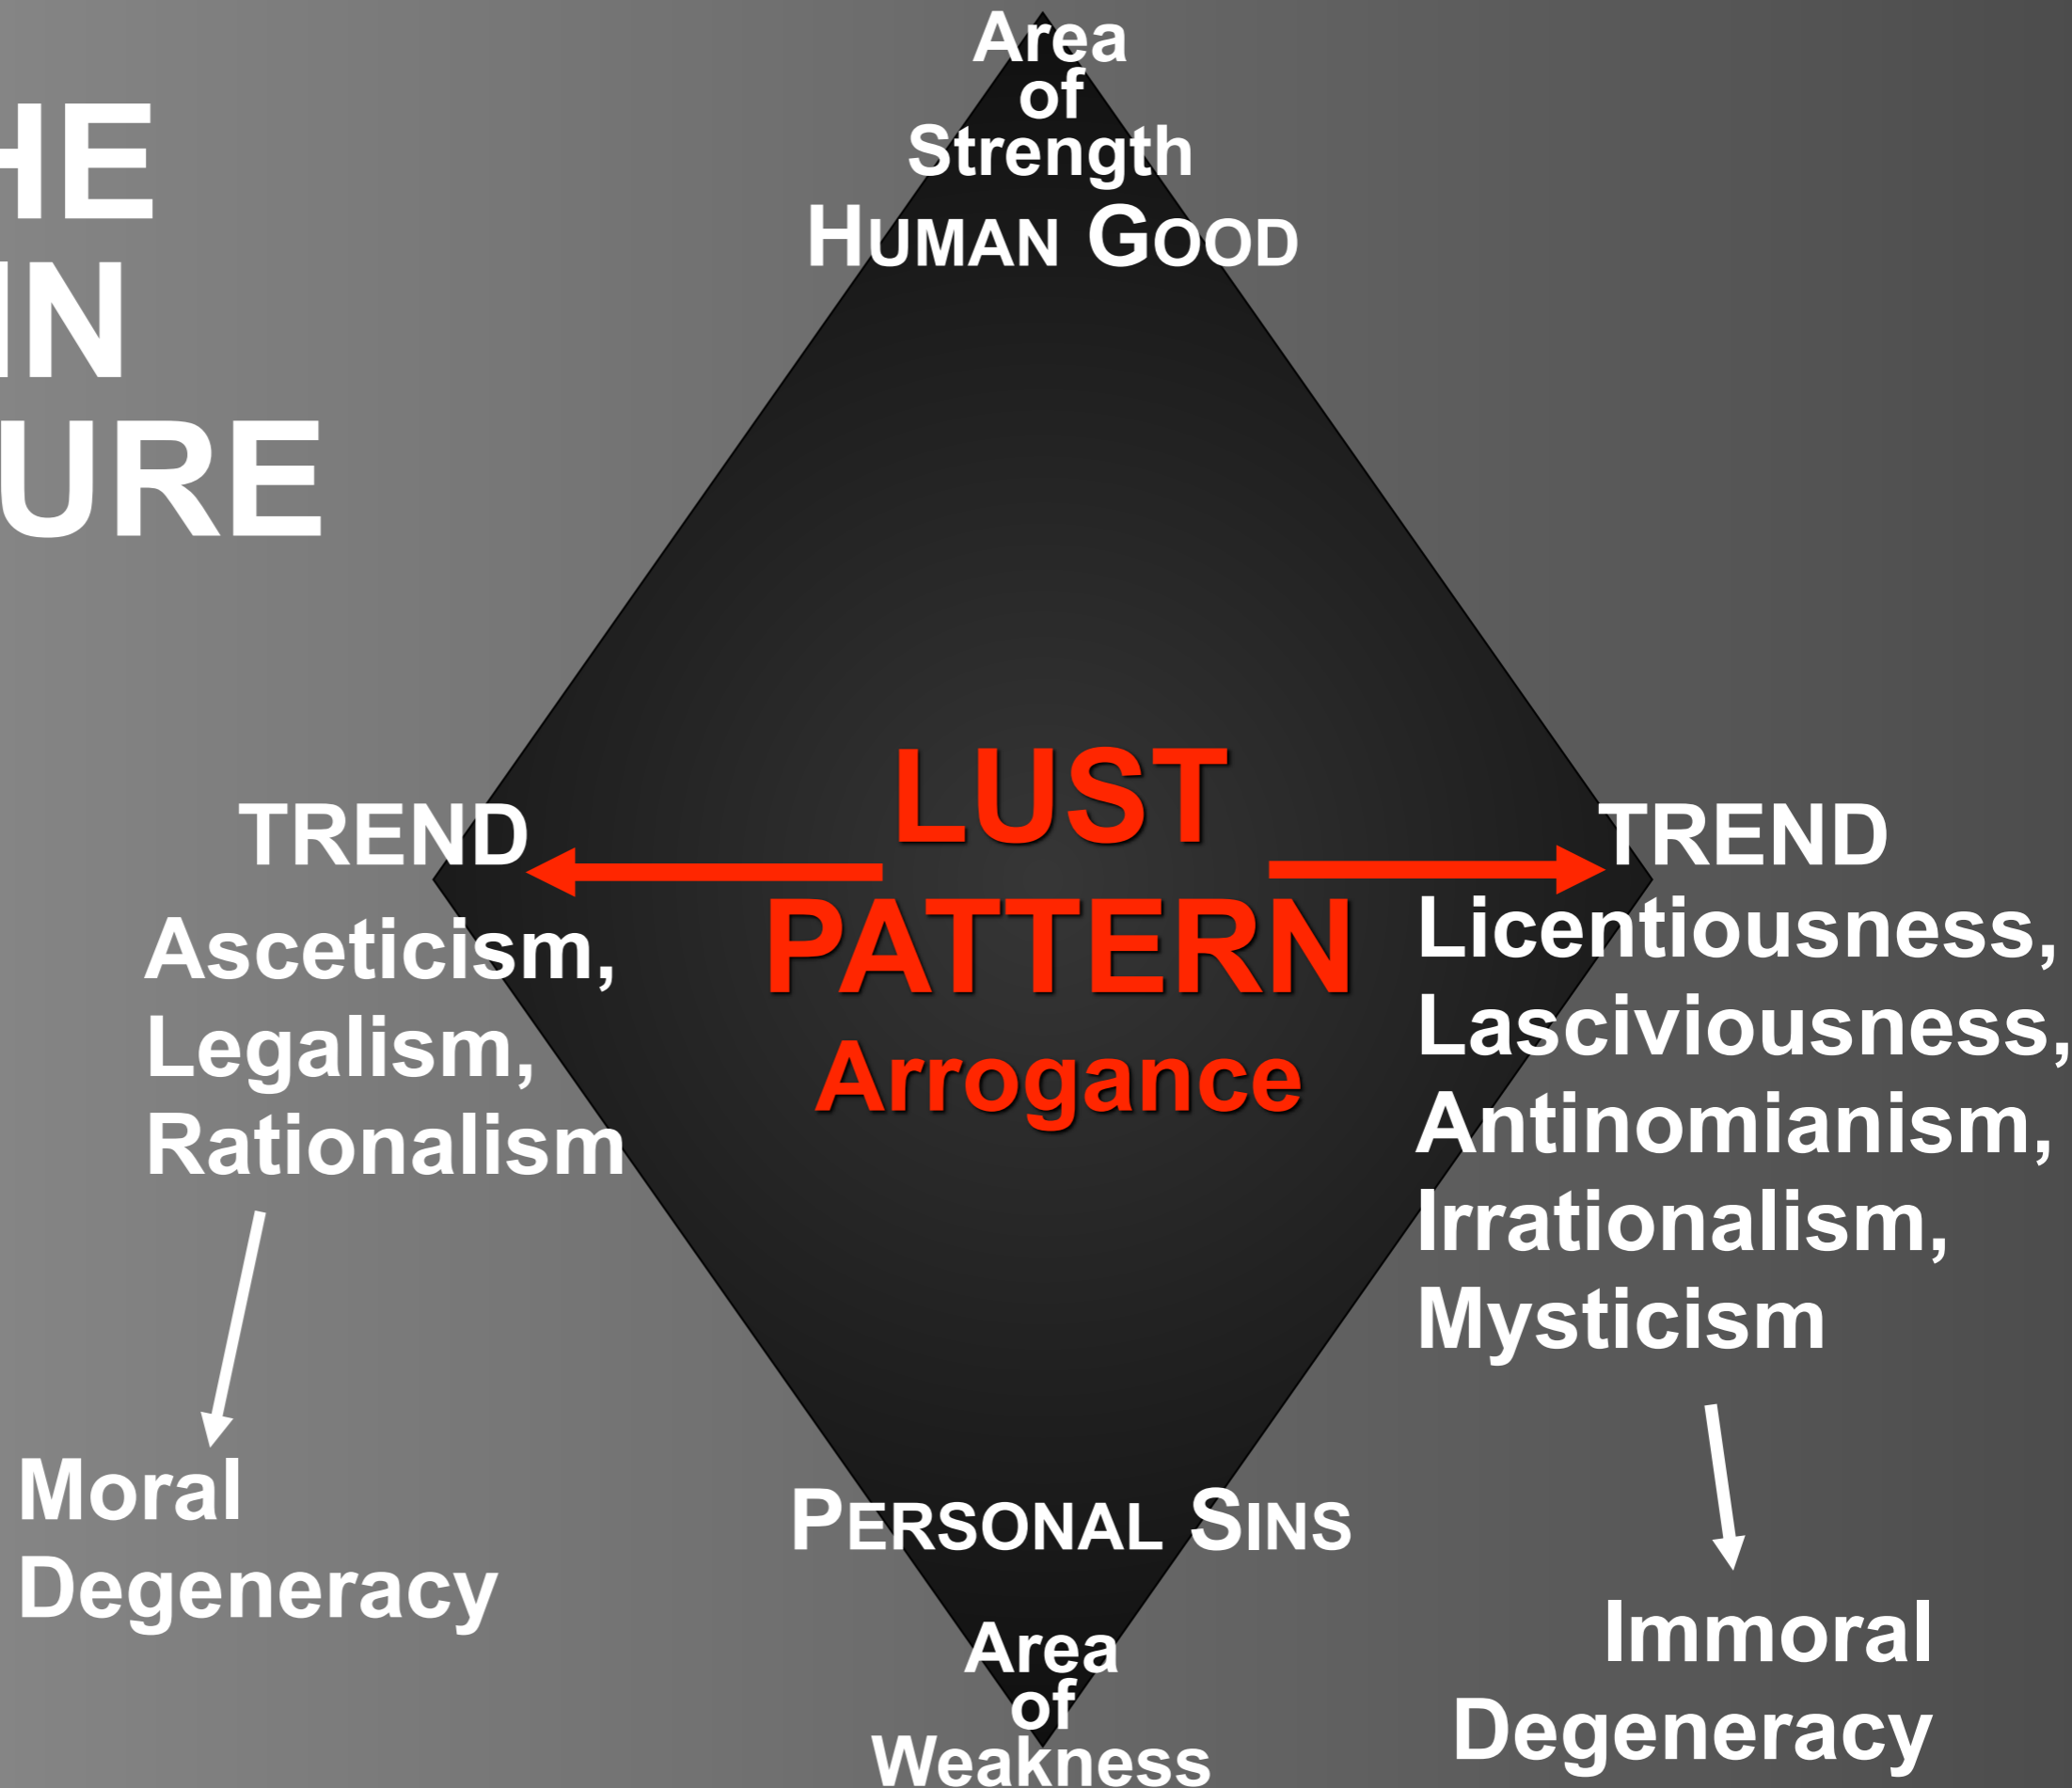 HE
IN
URE
Area
of
Strength
HUMAN GOOD
LUST
PATTERN
Arrogance
TREND
Asceticism,
Legalism,
Rationalism
Moral
Degeneracy
TREND
Licentiousness,
Lasciviousness,
Antinomianism,
Irrationalism,
Mysticism
Immoral
Degeneracy
PERSONAL SINS
Area
of
Weakness